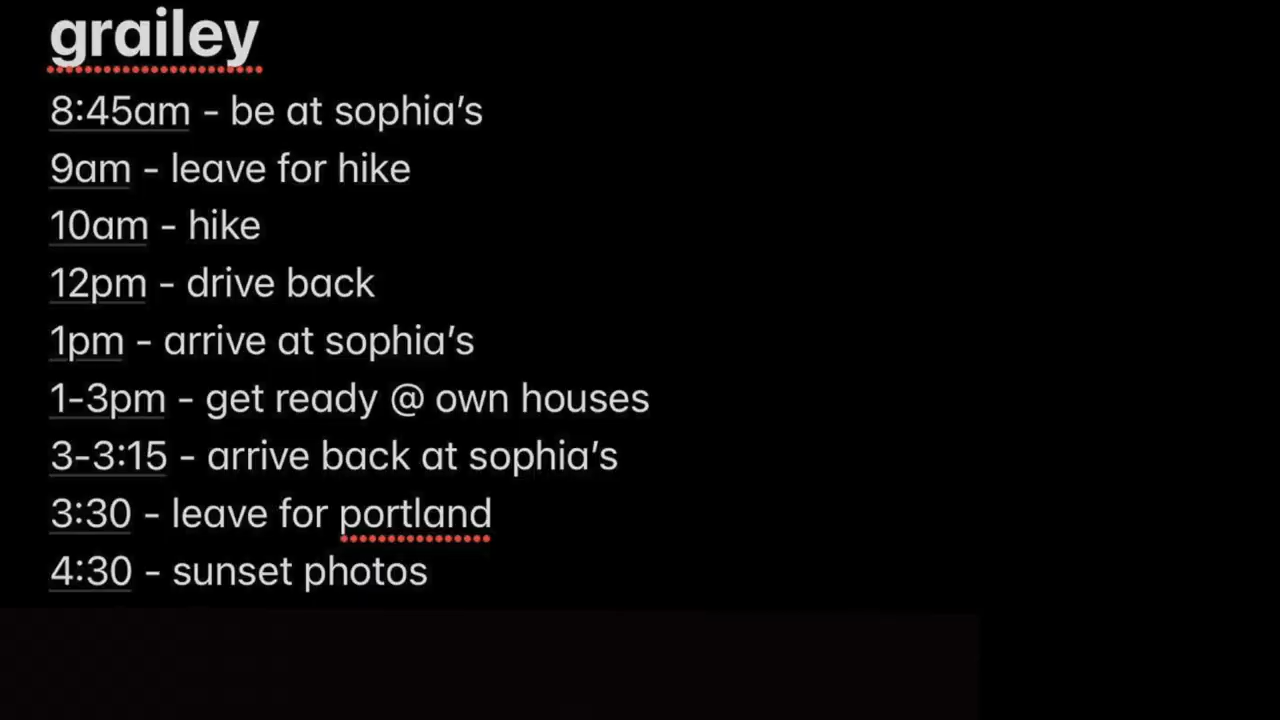 grailey
8:45am - be at sophia’s
9am - leave for hike
10am - hike
12pm - drive back
1pm - arrive at sophia’s
1-3pm - get ready @ own houses
3-3:15 - arrive back at sophia’s
3:30 - leave for portland
4:30 - sunset photos